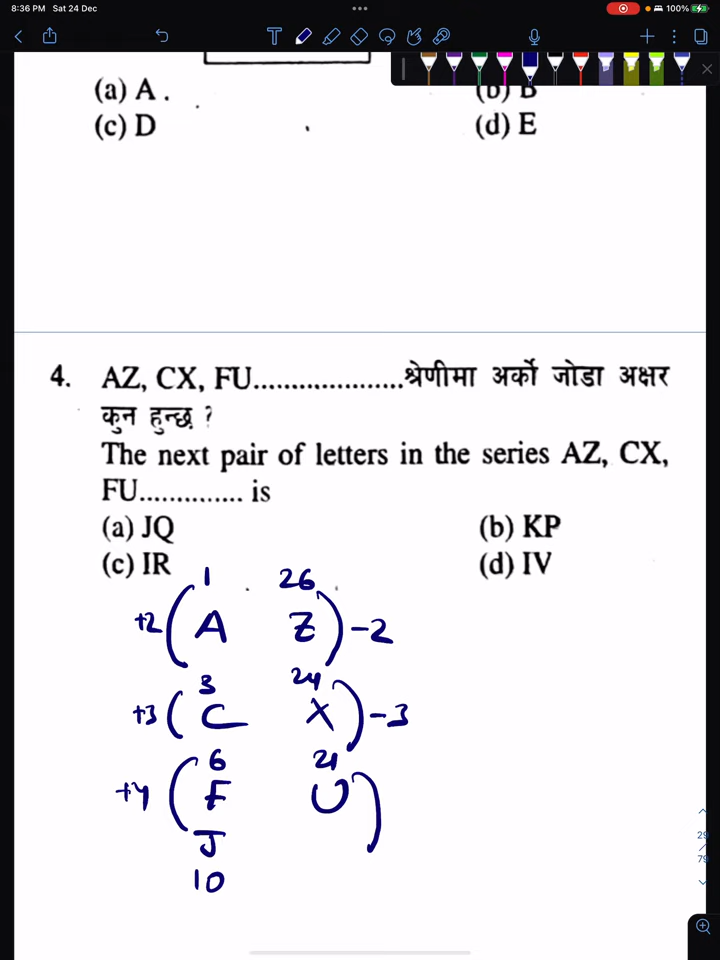 8:36 PM Sat 24 Dec
100%
(a) A . (b) B
(c) D (d) E
4. AZ, CX, FU....................श्रेणीमा अर्को जोडा अक्षर
कुन हुन्छ ?
The next pair of letters in the series AZ, CX,
FU.............. is
(a) JQ (b) KP
(c) IR (d) IV
1 26
+2 A Z -2
3 24
+3 C X -3
6 21
+4 F U
J
10
29
/
79